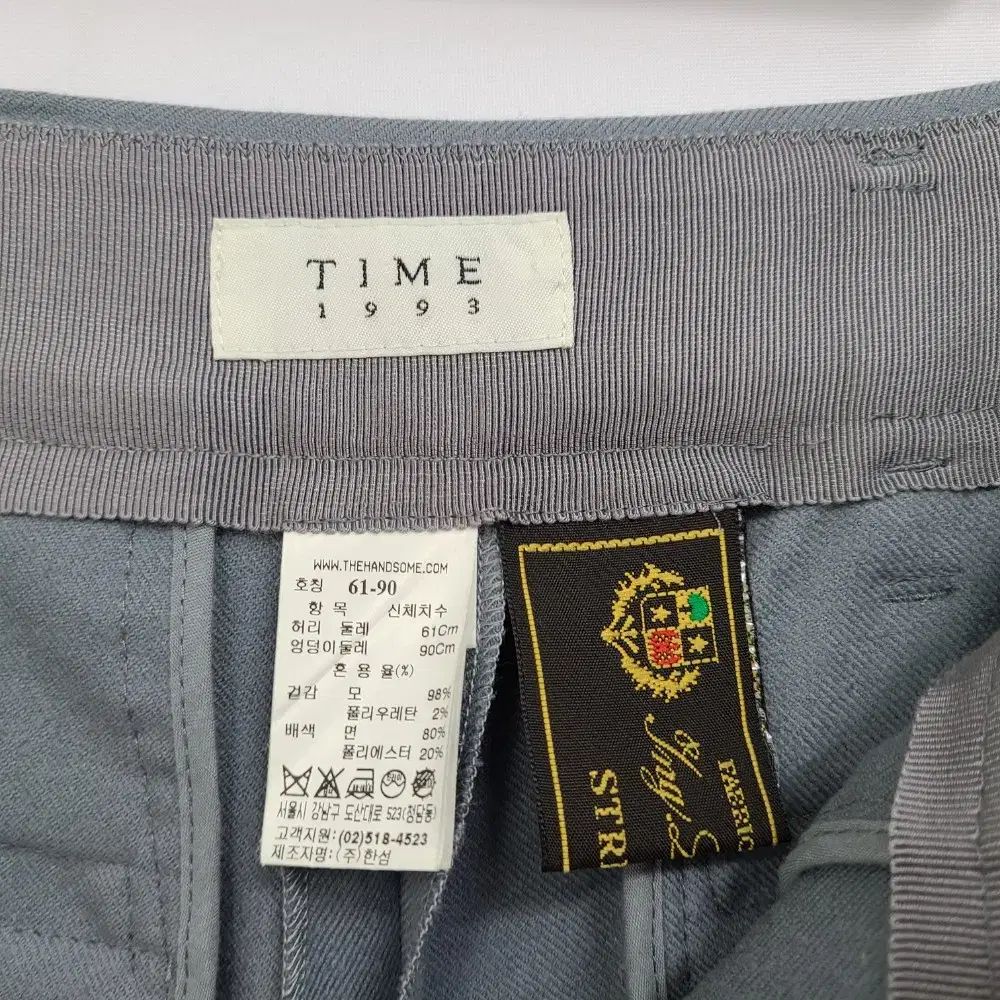 TIME
1993
WWW.THEHANDSOME.COM
호칭 61-90
항 목 신체치수
허리 둘레 61Cm
엉덩이둘레 90Cm
혼 용 율(%)
겉감 모 98%
폴리우레탄 2%
배색 면 80%
폴리에스터 20%
서울시 강남구 도산대로 523(청담동)
고객지원:(02)518-4523
제조자명:(주)한섬
FABRIC
Ing.
STR